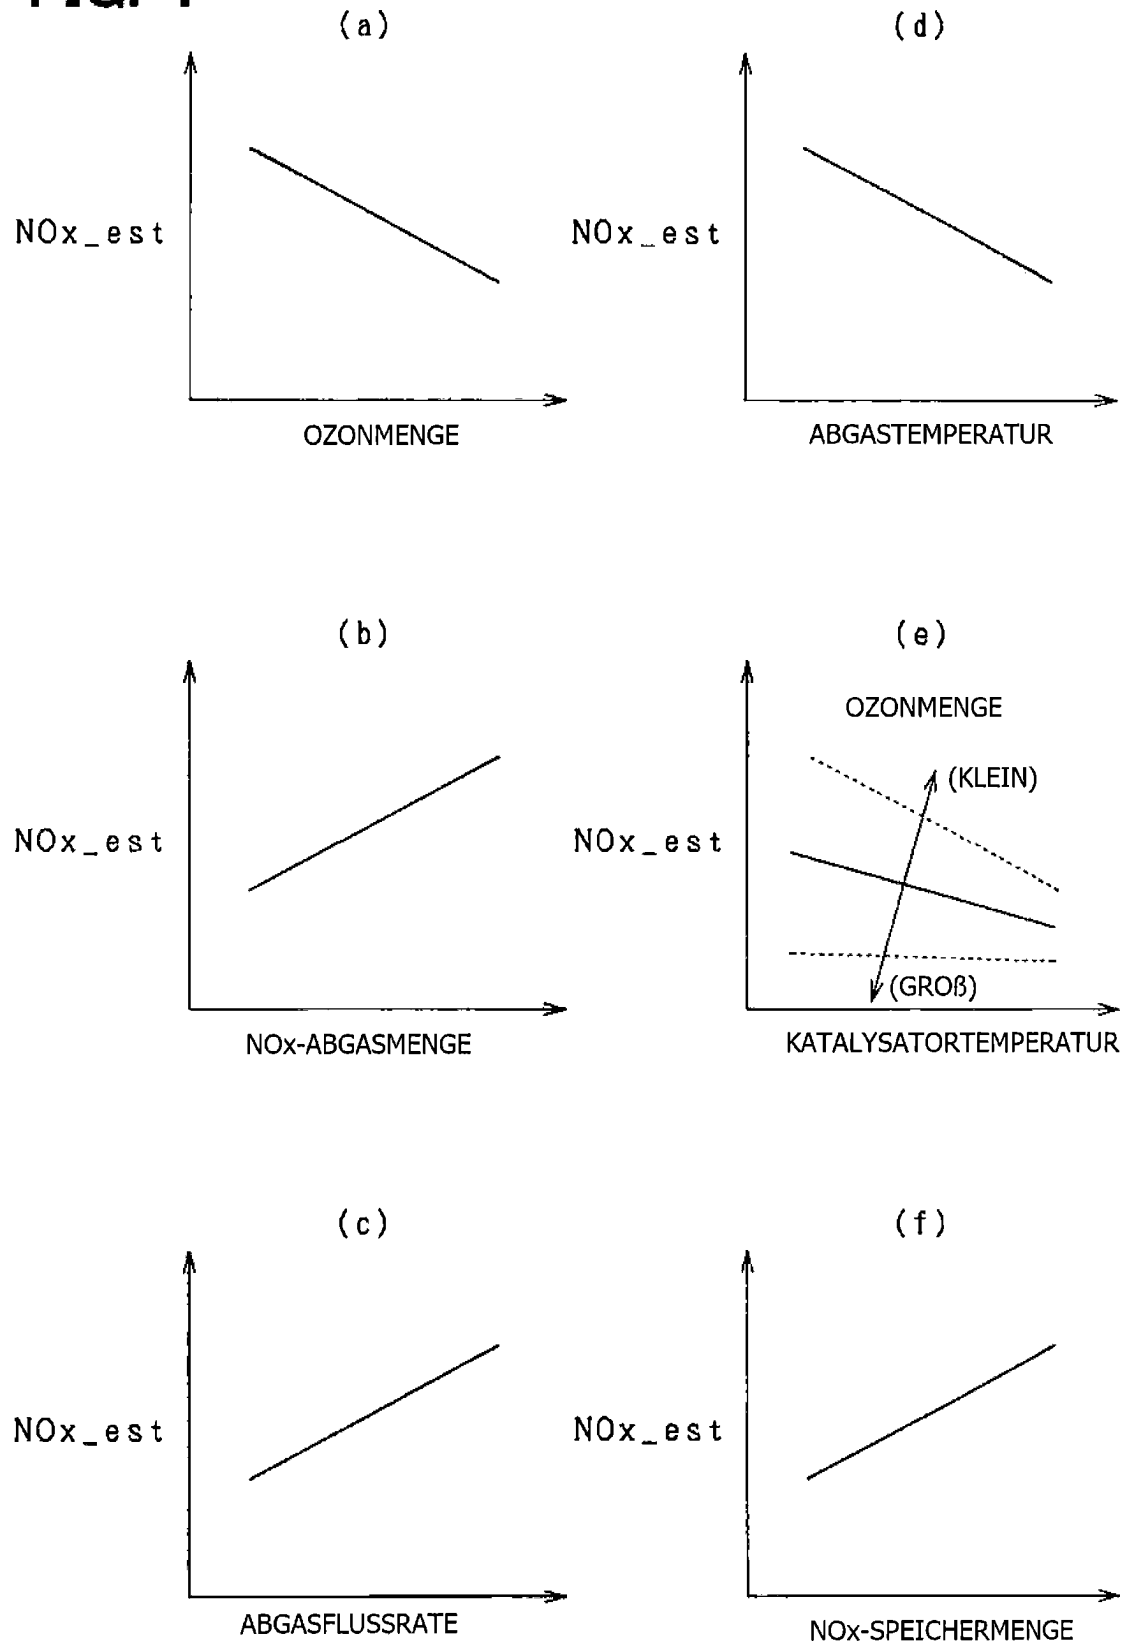 (a)
NOx_est
OZONMENGE
(d)
NOx_est
ABGASTEMPERATUR
(b)
NOx_est
NOx-ABGASMENGE
(e)
OZONMENGE
(KLEIN)
NOx_est
(GROß)
KATALYSATORTEMPERATUR
(c)
NOx_est
ABGASFLUSSRATE
(f)
NOx_est
NOx-SPEICHERMENGE